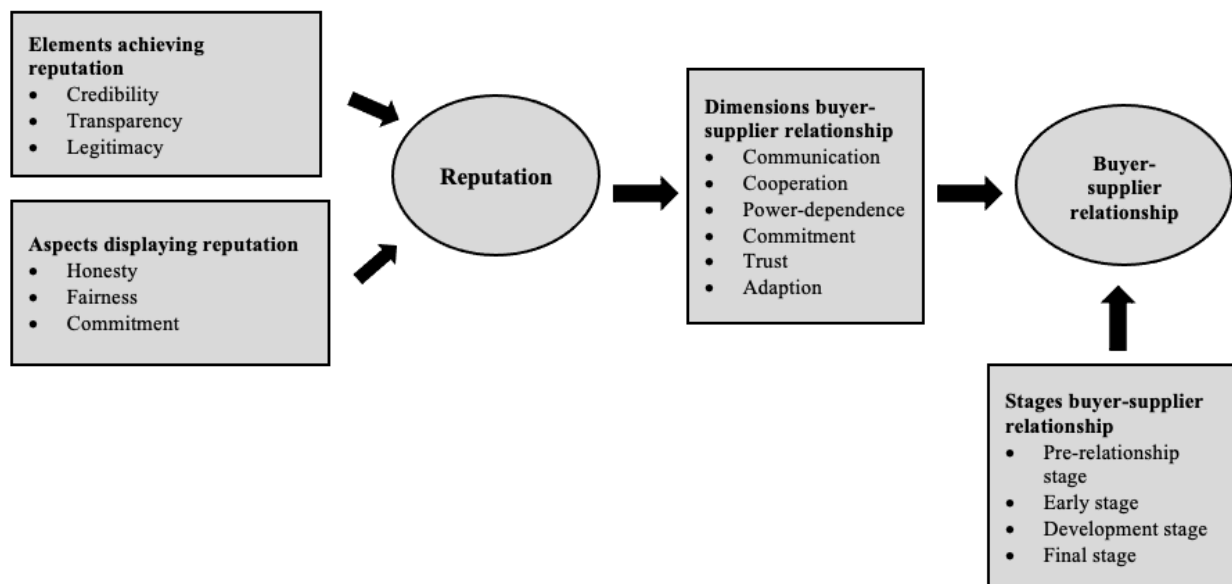 Elements achieving
reputation
• Credibility
• Transparency
• Legitimacy
Aspects displaying reputation
• Honesty
• Fairness
• Commitment
Reputation
Dimensions buyer-
supplier relationship
• Communication
• Cooperation
• Power-dependence
• Commitment
• Trust
• Adaption
Buyer-
supplier
relationship
Stages buyer-supplier
relationship
• Pre-relationship
stage
• Early stage
• Development stage
• Final stage